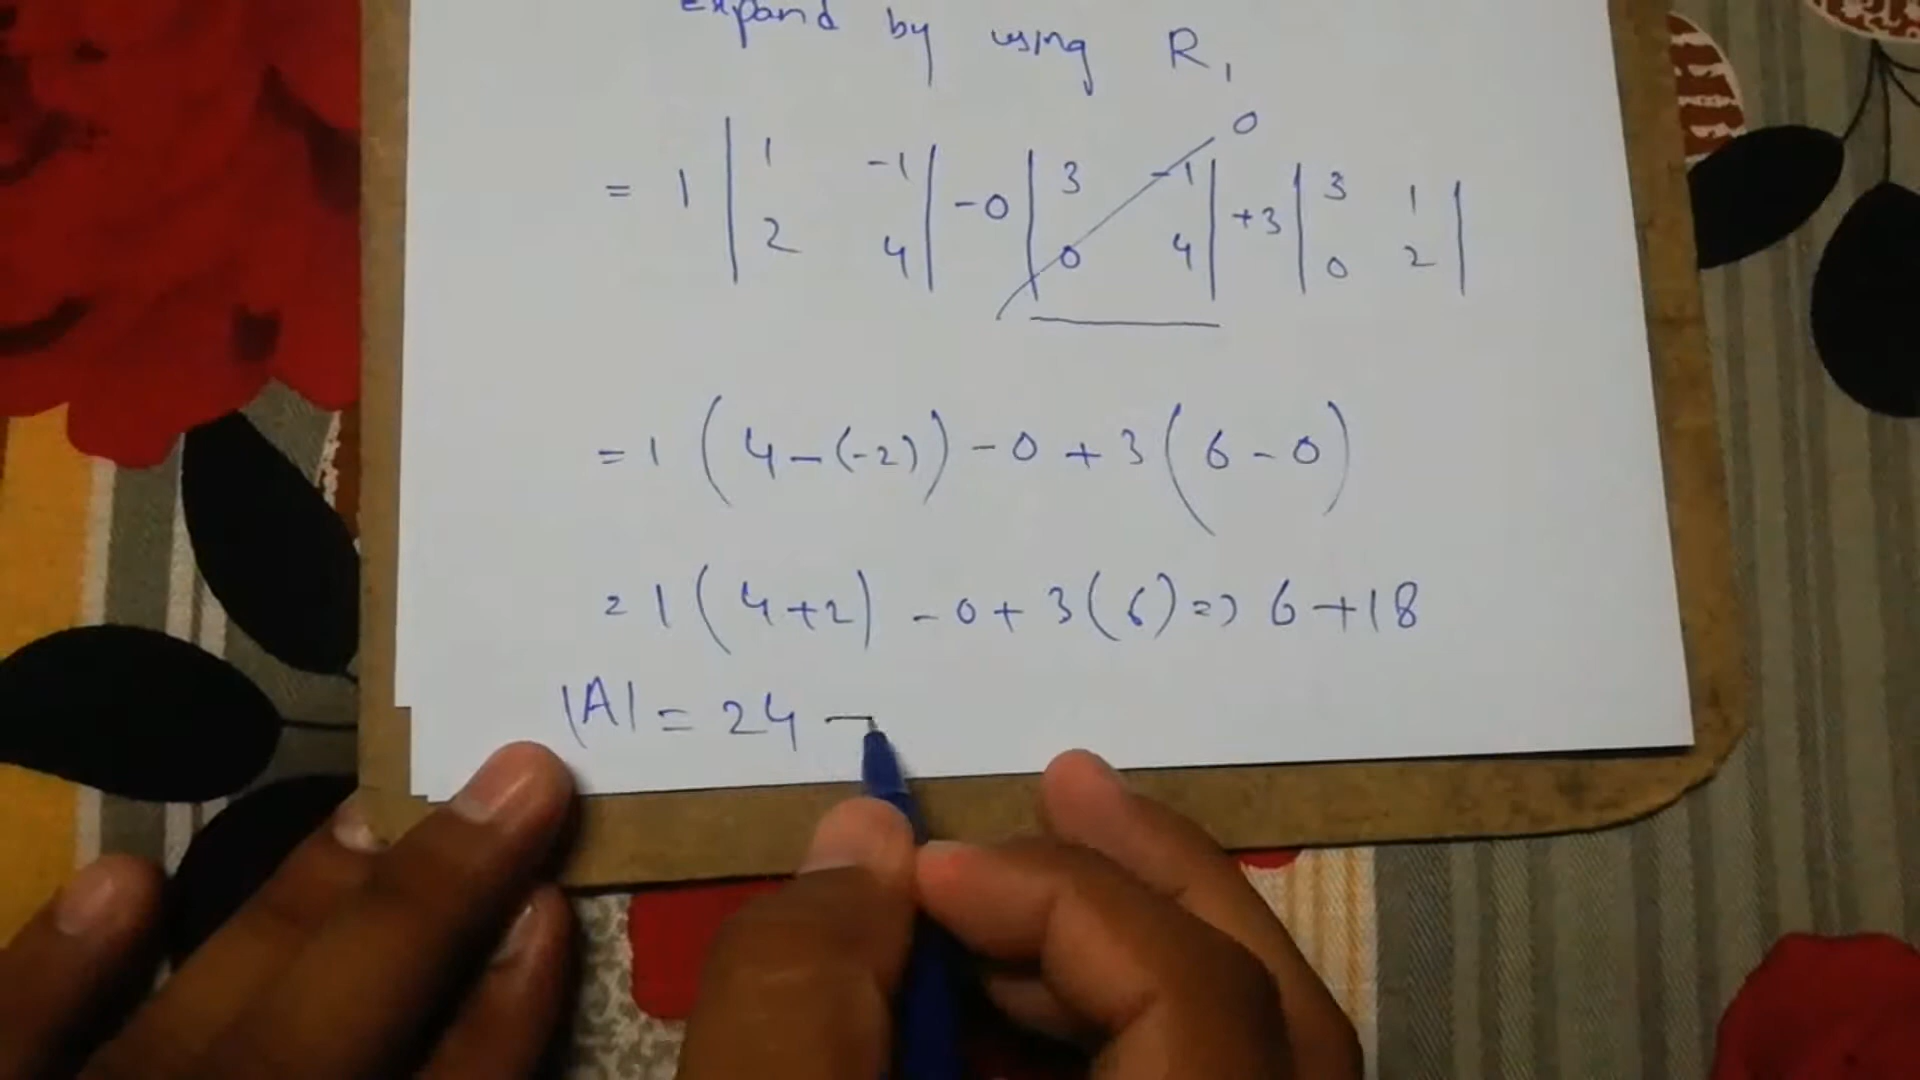 Expand by using R₁
= 1 | 1 -1 | -0 | 3 -1 | 0 +3 | 3 1 |
2 4 0 4 0 2
= 1 ( 4 - (-2) ) - 0 + 3 ( 6 - 0 )
= 1 ( 4 + 2 ) - 0 + 3 ( 6 ) => 6 + 18
|A| = 24 —